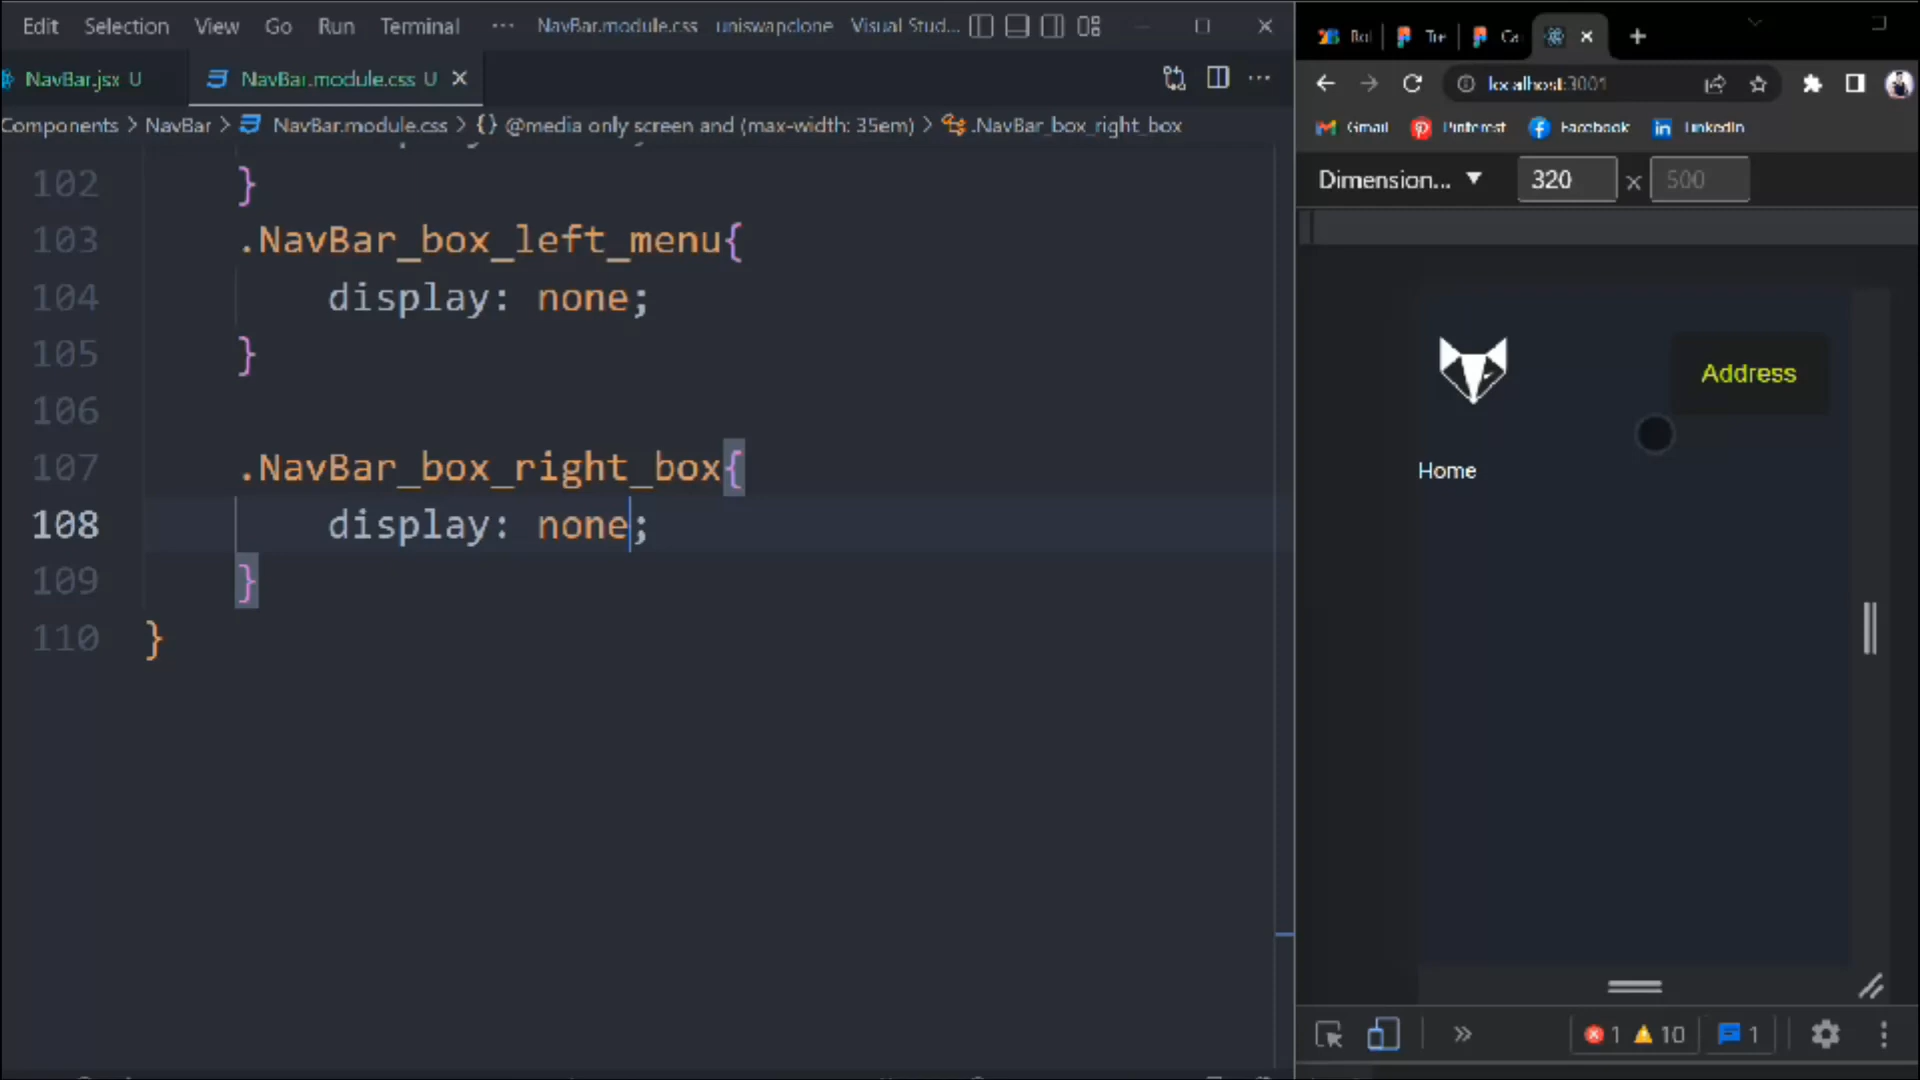 Edit Selection View Go Run Terminal ··· NavBar.module.css uniswapclone Visual Stud...
NavBar.jsx U NavBar.module.css U
Components > NavBar > NavBar.module.css > {} @media only screen and (max-width: 35em) > .NavBar_box_right_box
102 }
103 .NavBar_box_left_menu{
104 display: none;
105 }
106
107 .NavBar_box_right_box{
108 display: none;
109 }
110 }
localhost:3001
Gmail Pinterest Facebook LinkedIn
Dimension... 320 x 500
Address
Home
1 10 1